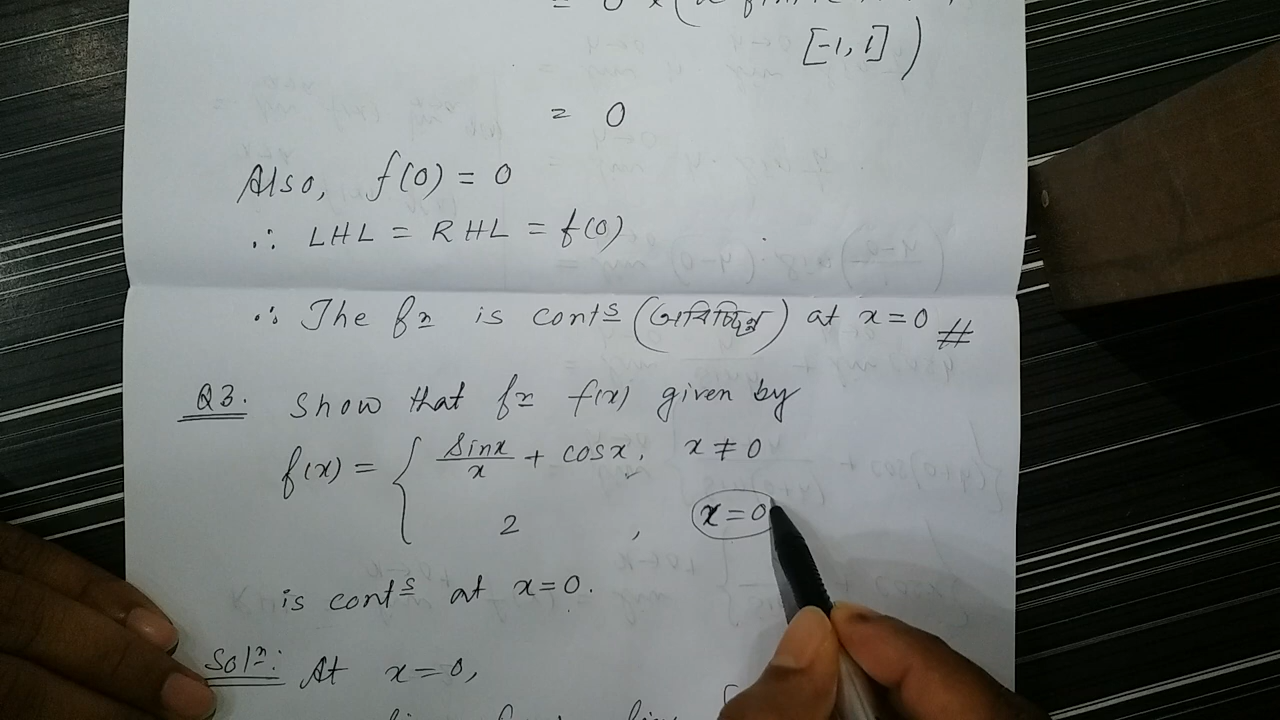 [-1, 1] )
= 0
Also, f(0) = 0
∴ LHL = RHL = f(0)
∴ The fn is conts () at x=0 #
Q3. Show that fn f(x) given by
f(x) = { sinx/x + cosx, x ≠ 0
2 , x=0
is conts at x=0.
Soln: At x=0,